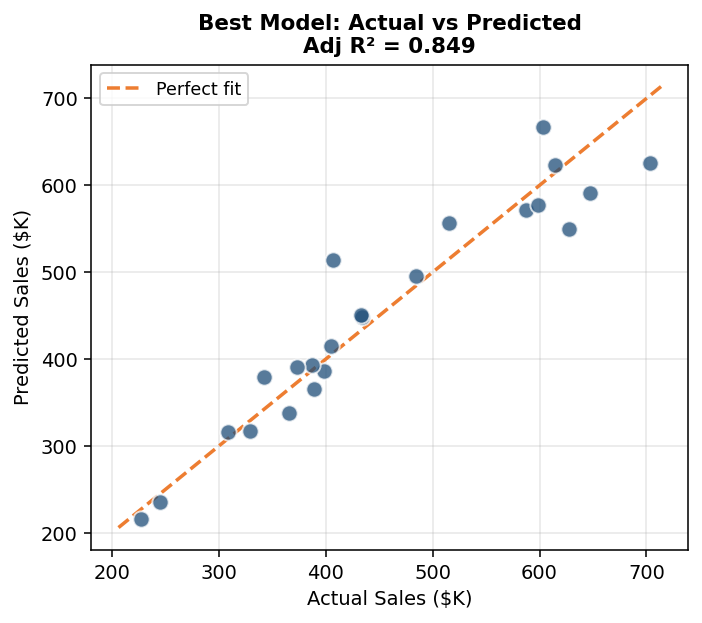 Best Model: Actual vs Predicted
Adj R² = 0.849
Perfect fit
700
600
500
400
300
200
Predicted Sales ($K)
200 300 400 500 600 700
Actual Sales ($K)